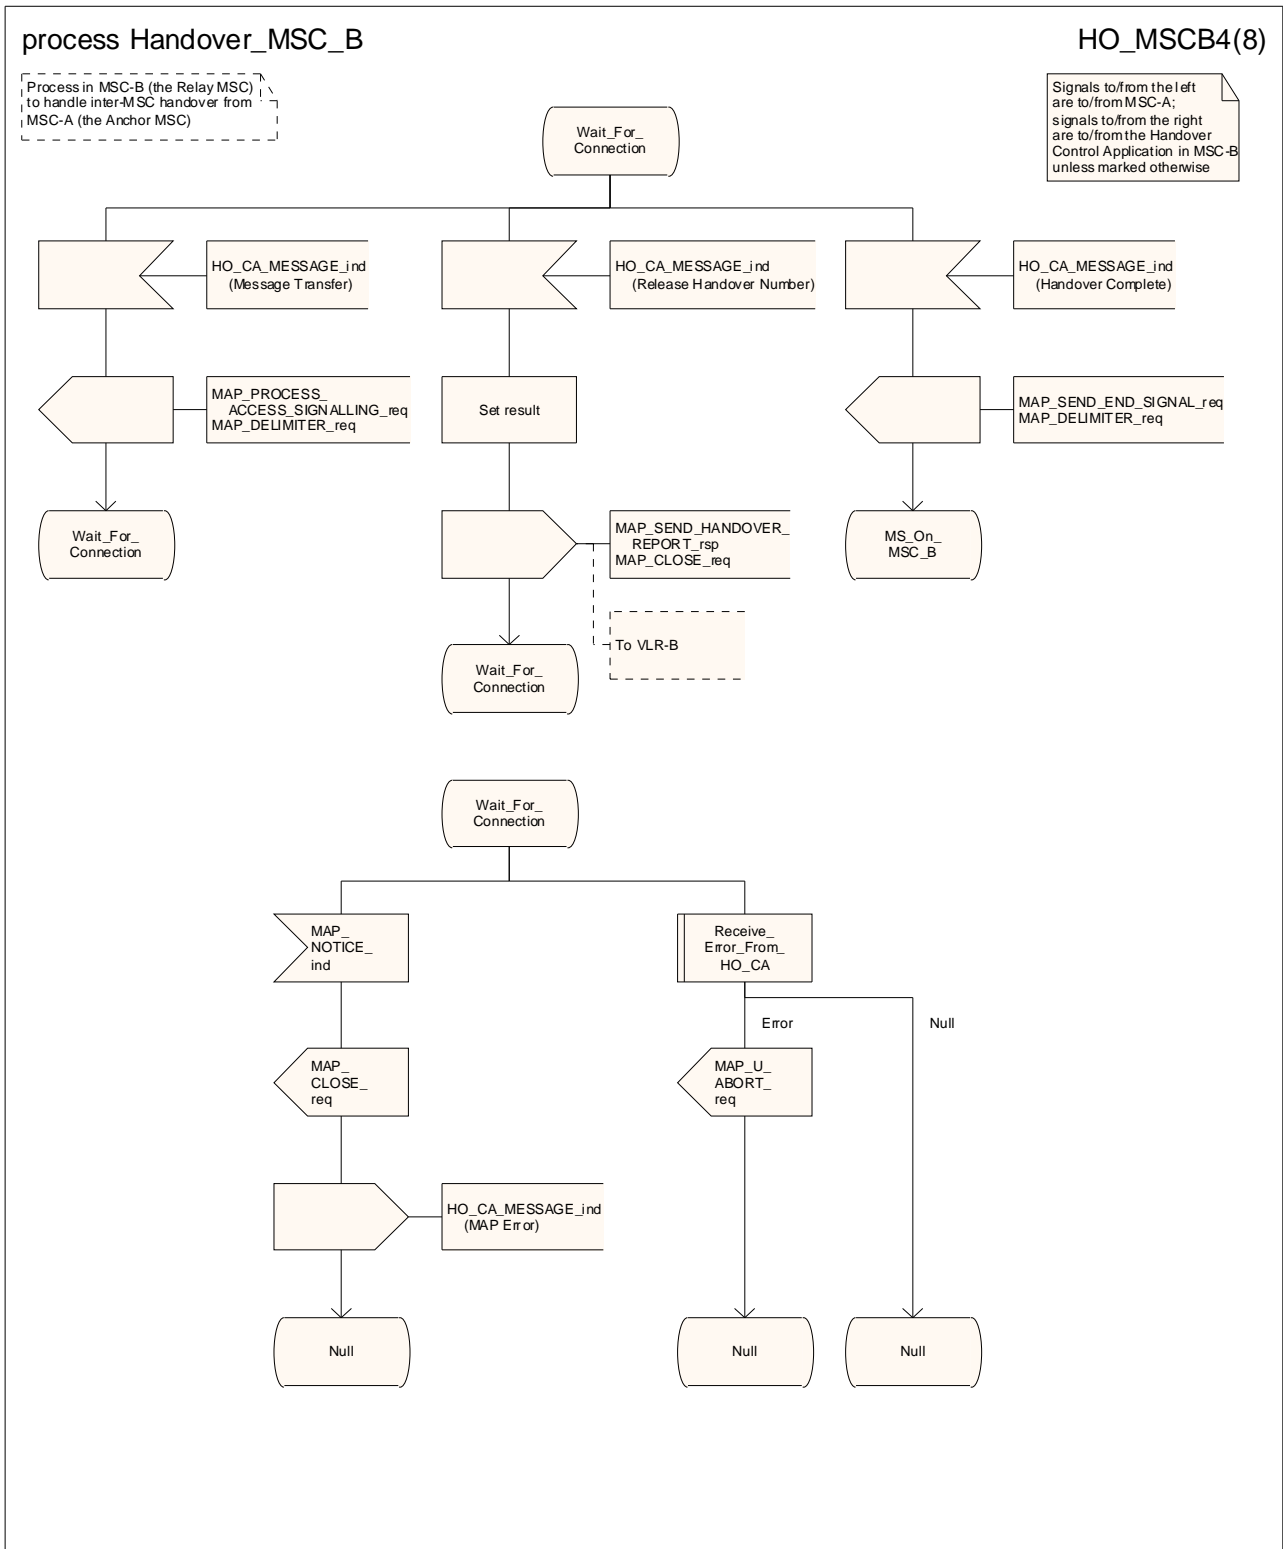 process Handover_MSC_B
HO_MSCB4(8)
Process in MSC-B (the Relay MSC)
to handle inter-MSC handover from
MSC-A (the Anchor MSC)
Signals to/from the left
are to/from MSC-A;
signals to/from the right
are to/from the Handover
Control Application in MSC-B
unless marked otherwise
Wait_For_
Connection
HO_CA_MESSAGE_ind
(Message Transfer)
HO_CA_MESSAGE_ind
(Release Handover Number)
HO_CA_MESSAGE_ind
(Handover Complete)
MAP_PROCESS_
ACCESS_SIGNALLING_req
MAP_DELIMITER_req
Set result
MAP_SEND_END_SIGNAL_req
MAP_DELIMITER_req
Wait_For_
Connection
MAP_SEND_HANDOVER_
REPORT_rsp
MAP_CLOSE_req
MS_On_
MSC_B
To VLR-B
Wait_For_
Connection
Wait_For_
Connection
MAP_
NOTICE_
ind
Receive_
Error_From_
HO_CA
Error
Null
MAP_
CLOSE_
req
MAP_U_
ABORT_
req
HO_CA_MESSAGE_ind
(MAP Error)
Null
Null
Null